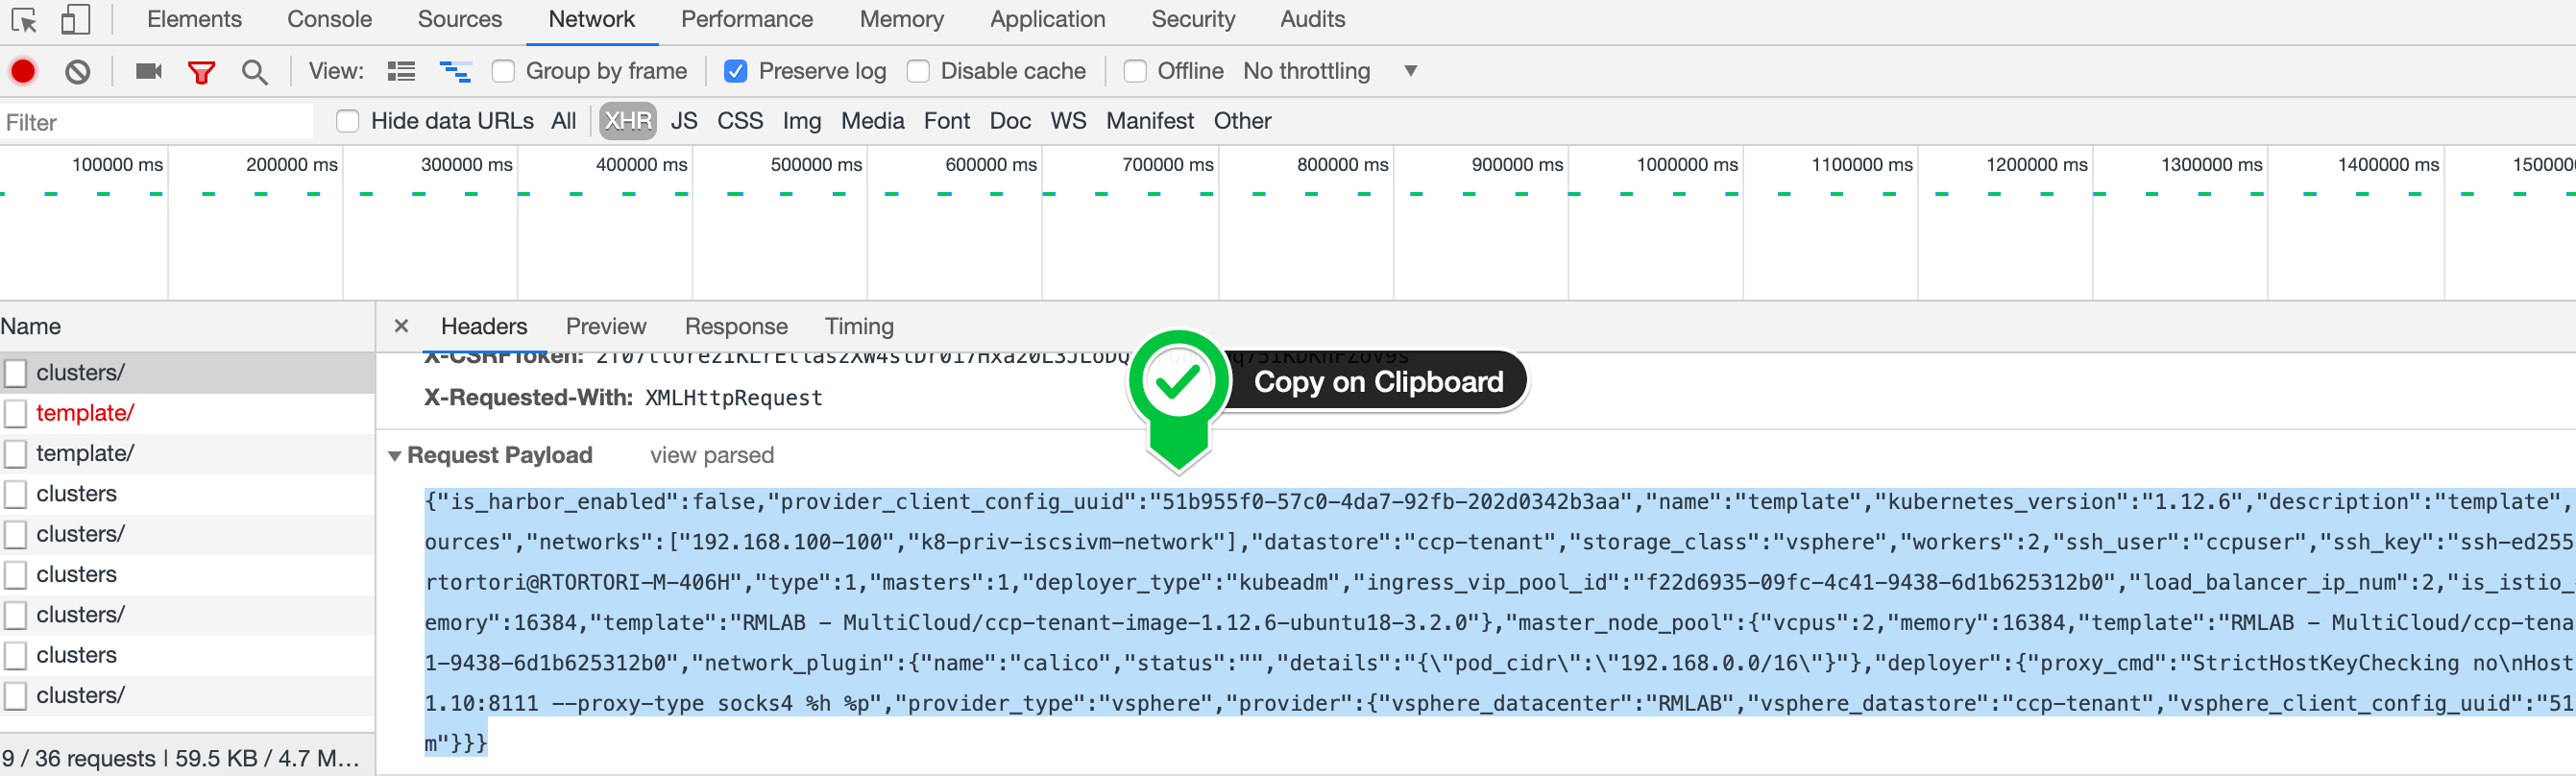 Elements Console Sources Network Performance Memory Application Security Audits
View: Group by frame Preserve log Disable cache Offline No throttling
Filter Hide data URLs All XHR JS CSS Img Media Font Doc WS Manifest Other
100000 ms 200000 ms 300000 ms 400000 ms 500000 ms 600000 ms 700000 ms 800000 ms 900000 ms 1000000 ms 1100000 ms 1200000 ms 1300000 ms 1400000 ms 1500000
Name
clusters/
template/
template/
clusters
clusters/
clusters
clusters/
clusters
clusters/
9 / 36 requests | 59.5 KB / 4.7 M...
× Headers Preview Response Timing
X-CSRFToken:
X-Requested-With: XMLHttpRequest
Copy on Clipboard
Request Payload view parsed
{"is_harbor_enabled":false,"provider_client_config_uuid":"51b955f0-57c0-4da7-92fb-202d0342b3aa","name":"template","kubernetes_version":"1.12.6","description":"template",
ources","networks":["192.168.100-100","k8-priv-iscsivm-network"],"datastore":"ccp-tenant","storage_class":"vsphere","workers":2,"ssh_user":"ccpuser","ssh_key":"ssh-ed255
rtortori@RTORTORI-M-406H","type":1,"masters":1,"deployer_type":"kubeadm","ingress_vip_pool_id":"f22d6935-09fc-4c41-9438-6d1b625312b0","load_balancer_ip_num":2,"is_istio_
emory":16384,"template":"RMLAB - MultiCloud/ccp-tenant-image-1.12.6-ubuntu18-3.2.0"},"master_node_pool":{"vcpus":2,"memory":16384,"template":"RMLAB - MultiCloud/ccp-tena
1-9438-6d1b625312b0","network_plugin":{"name":"calico","status":"","details":"{\"pod_cidr\":\"192.168.0.0/16\"}"},"deployer":{"proxy_cmd":"StrictHostKeyChecking no\nHost
1.10:8111 --proxy-type socks4 %h %p","provider_type":"vsphere","provider":{"vsphere_datacenter":"RMLAB","vsphere_datastore":"ccp-tenant","vsphere_client_config_uuid":"51
m"}}}